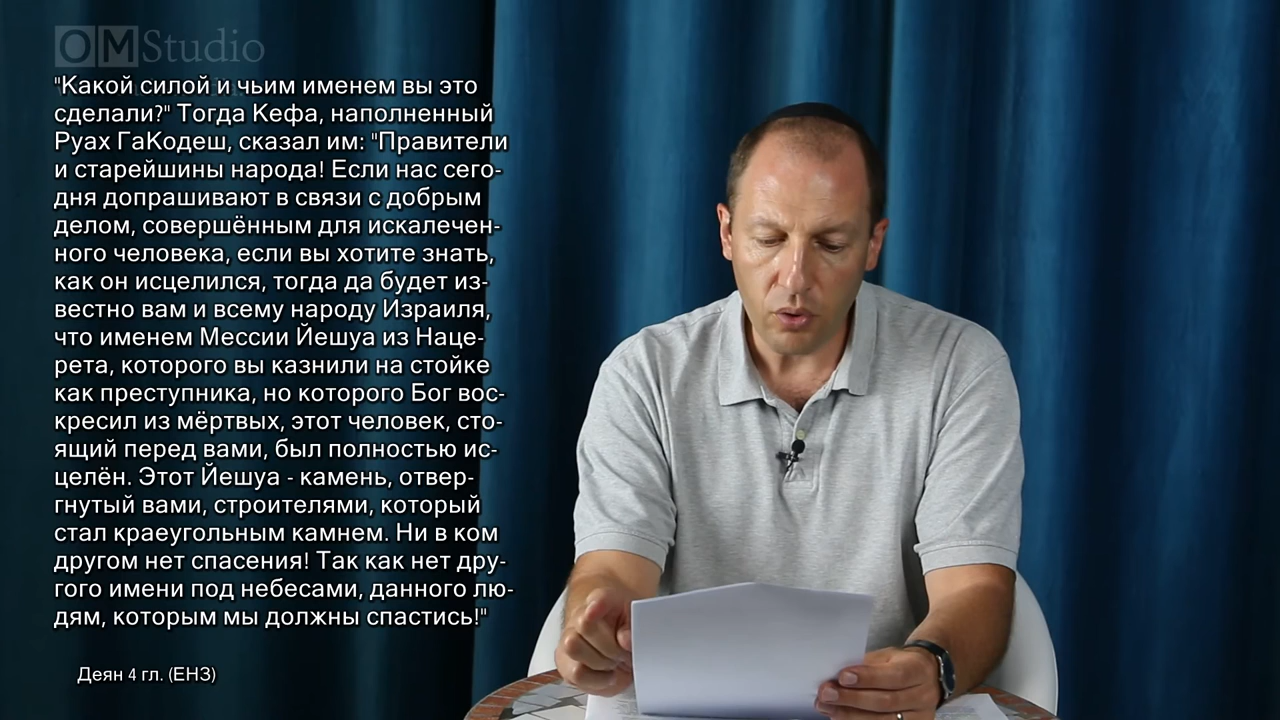 OMStudio
"Какой силой и чьим именем вы это
сделали?" Тогда Кефа, наполненный
Руах ГаКодеш, сказал им: "Правители
и старейшины народа! Если нас сего-
дня допрашивают в связи с добрым
делом, совершённым для искалечен-
ного человека, если вы хотите знать,
как он исцелился, тогда да будет из-
вестно вам и всему народу Израиля,
что именем Мессии Йешуа из Наце-
рета, которого вы казнили на стойке
как преступника, но которого Бог вос-
кресил из мёртвых, этот человек, сто-
ящий перед вами, был полностью ис-
целён. Этот Йешуа - камень, отвер-
гнутый вами, строителями, который
стал краеугольным камнем. Ни в ком
другом нет спасения! Так как нет дру-
гого имени под небесами, данного лю-
дям, которым мы должны спастись!"
Деян 4 гл. (ЕНЗ)